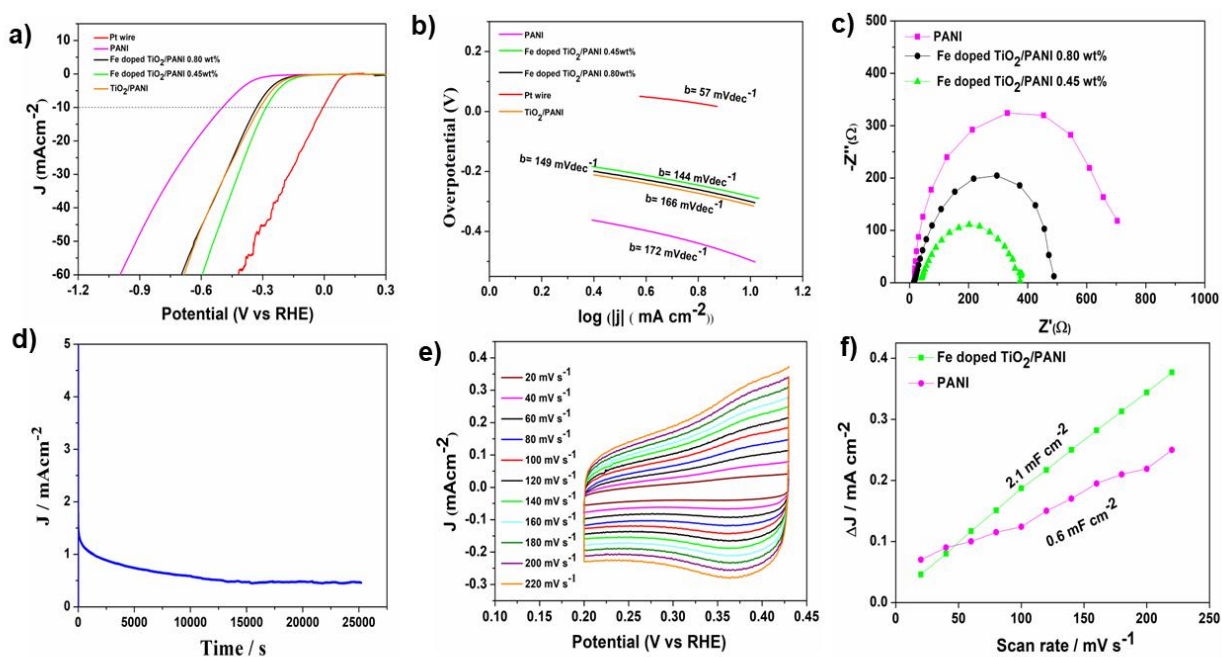 a)
Pt wire
PANI
Fe doped TiO2/PANI 0.80 wt%
Fe doped TiO2/PANI 0.45wt%
TiO2/PANI
J (mAcm-2)
10
0
-10
-20
-30
-40
-50
-60
-1.2 -0.9 -0.6 -0.3 0.0 0.3
Potential (V vs RHE)
b)
PANI
Fe doped TiO2/PANI 0.45wt%
Fe doped TiO2/PANI 0.80wt%
Pt wire
TiO2/PANI
b= 57 mVdec-1
b= 149 mVdec-1
b= 144 mVdec-1
b= 166 mVdec-1
b= 172 mVdec-1
Overpotential (V)
0.3
0.0
-0.2
-0.4
0.0 0.2 0.4 0.6 0.8 1.0 1.2
log (|j| ( mA cm-2))
c)
PANI
Fe doped TiO2/PANI 0.80 wt%
Fe doped TiO2/PANI 0.45 wt%
-Z''(Ω)
500
400
300
200
100
0
0 200 400 600 800 1000
Z'(Ω)
d)
J / mAcm-2
5
4
3
2
1
0
0 5000 10000 15000 20000 25000
Time / s
e)
20 mV s-1
40 mV s-1
60 mV s-1
80 mV s-1
100 mV s-1
120 mV s-1
140 mV s-1
160 mV s-1
180 mV s-1
200 mV s-1
220 mV s-1
J (mAcm-2)
0.4
0.3
0.2
0.1
0.0
-0.1
-0.2
-0.3
0.10 0.15 0.20 0.25 0.30 0.35 0.40 0.45
Potential (V vs RHE)
f)
Fe doped TiO2/PANI
PANI
2.1 mF cm-2
0.6 mF cm-2
ΔJ / mA cm-2
0.4
0.3
0.2
0.1
0.0
0 50 100 150 200 250
Scan rate / mV s-1